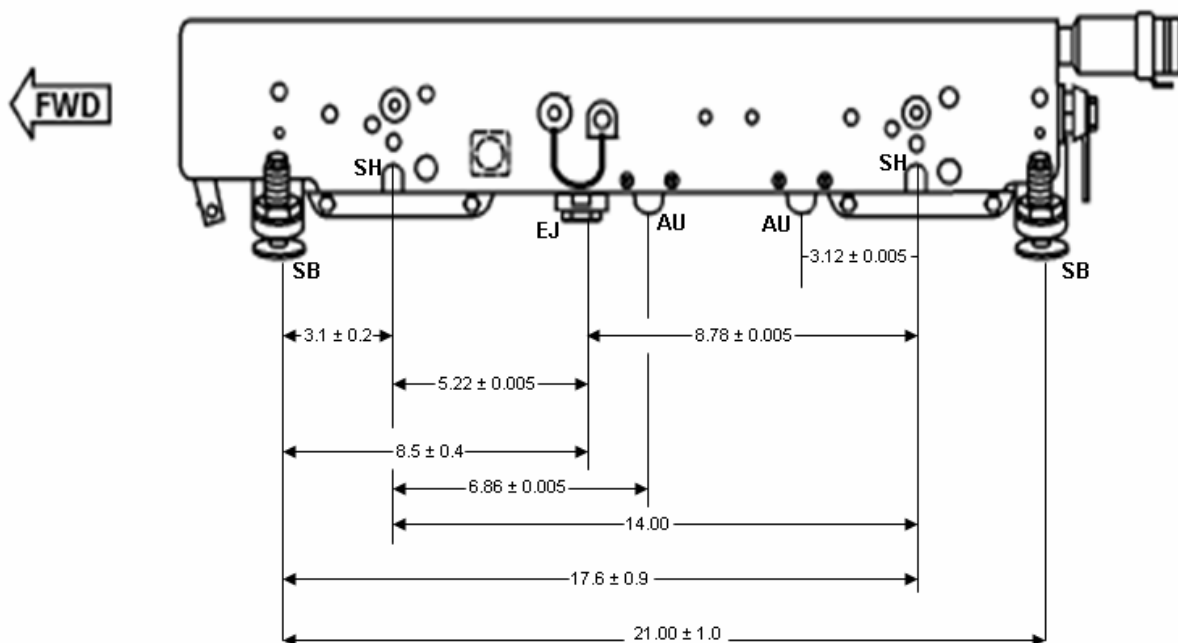 FWD
SH
SH
EJ
AU
AU
SB
SB
3.12 ± 0.005
3.1 ± 0.2
8.78 ± 0.005
5.22 ± 0.005
8.5 ± 0.4
6.86 ± 0.005
14.00
17.6 ± 0.9
21.00 ± 1.0